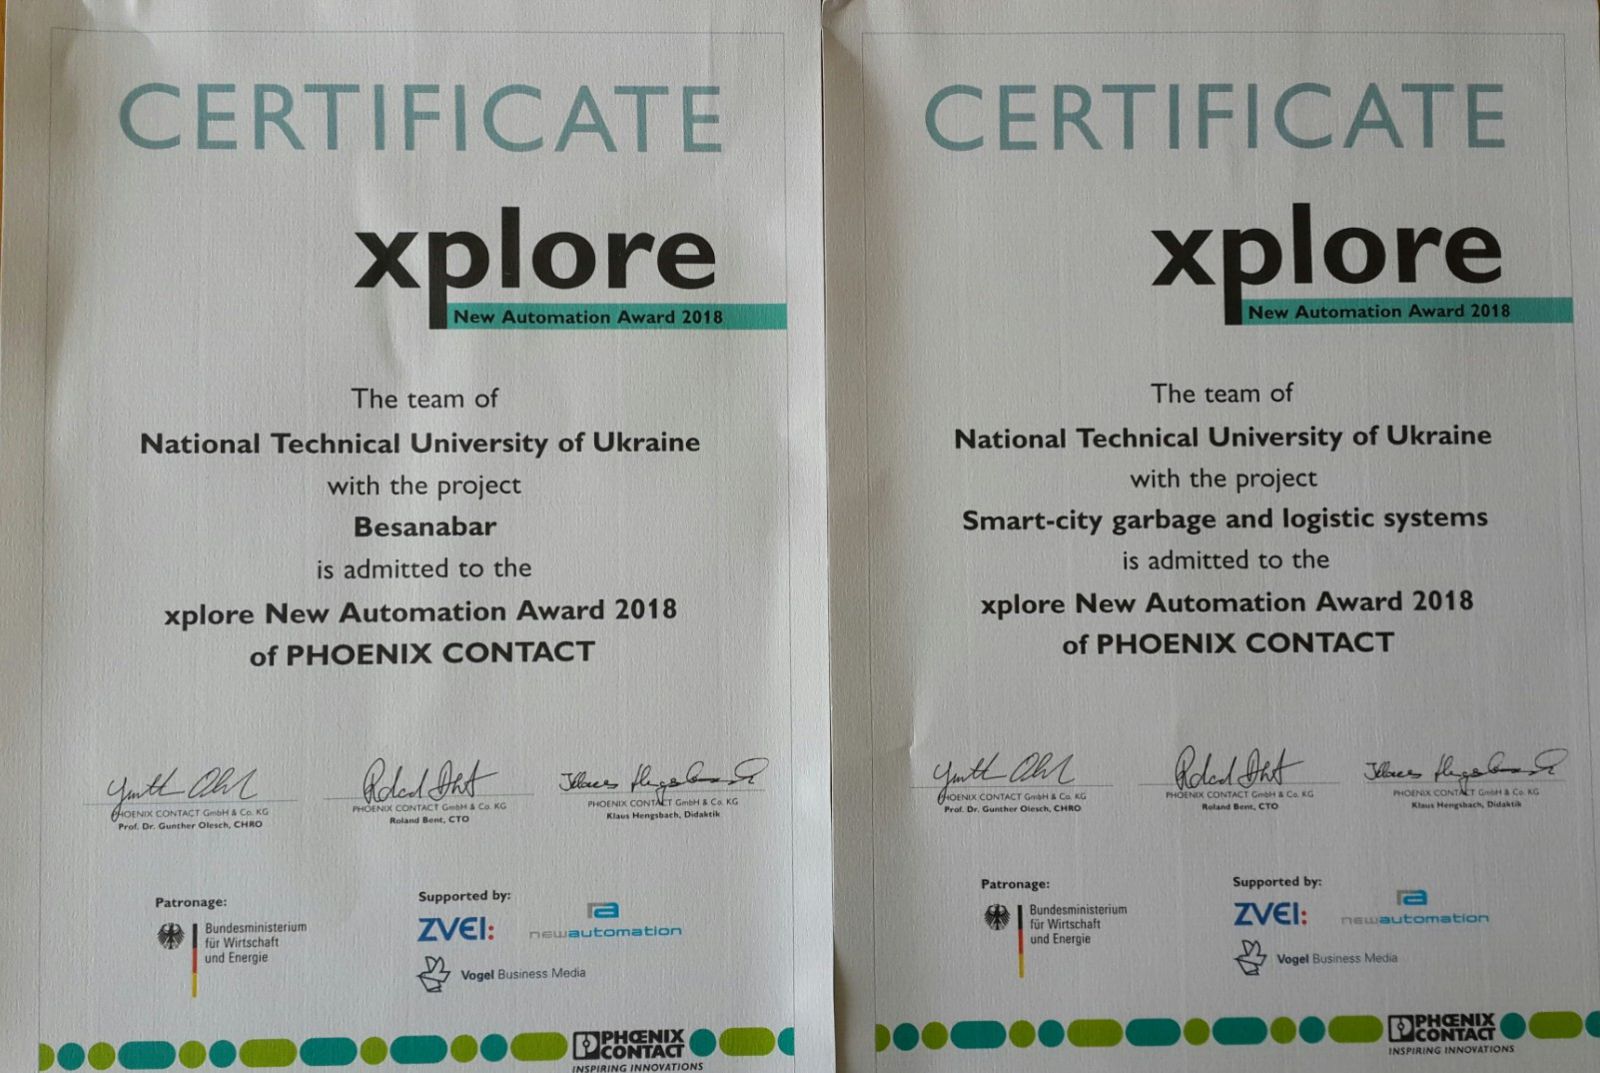 CERTIFICATE
xplore
New Automation Award 2018
The team of
National Technical University of Ukraine
with the project
Besanabar
is admitted to the
xplore New Automation Award 2018
of PHOENIX CONTACT
PHOENIX CONTACT GmbH & Co. KG
Prof. Dr. Gunther Olesch, CHRO
PHOENIX CONTACT GmbH & Co. KG
Roland Bent, CTO
PHOENIX CONTACT GmbH & Co. KG
Klaus Hengsbach, Didaktik
Patronage:
Bundesministerium
für Wirtschaft
und Energie
Supported by:
ZVEI:
newautomation
Vogel Business Media
PHOENIX
CONTACT
INSPIRING INNOVATIONS
CERTIFICATE
xplore
New Automation Award 2018
The team of
National Technical University of Ukraine
with the project
Smart-city garbage and logistic systems
is admitted to the
xplore New Automation Award 2018
of PHOENIX CONTACT
PHOENIX CONTACT GmbH & Co. KG
Prof. Dr. Gunther Olesch, CHRO
PHOENIX CONTACT GmbH & Co. KG
Roland Bent, CTO
PHOENIX CONTACT GmbH & Co. KG
Klaus Hengsbach, Didaktik
Patronage:
Bundesministerium
für Wirtschaft
und Energie
Supported by:
ZVEI:
newautomation
Vogel Business Media
PHOENIX
CONTACT
INSPIRING INNOVATIONS